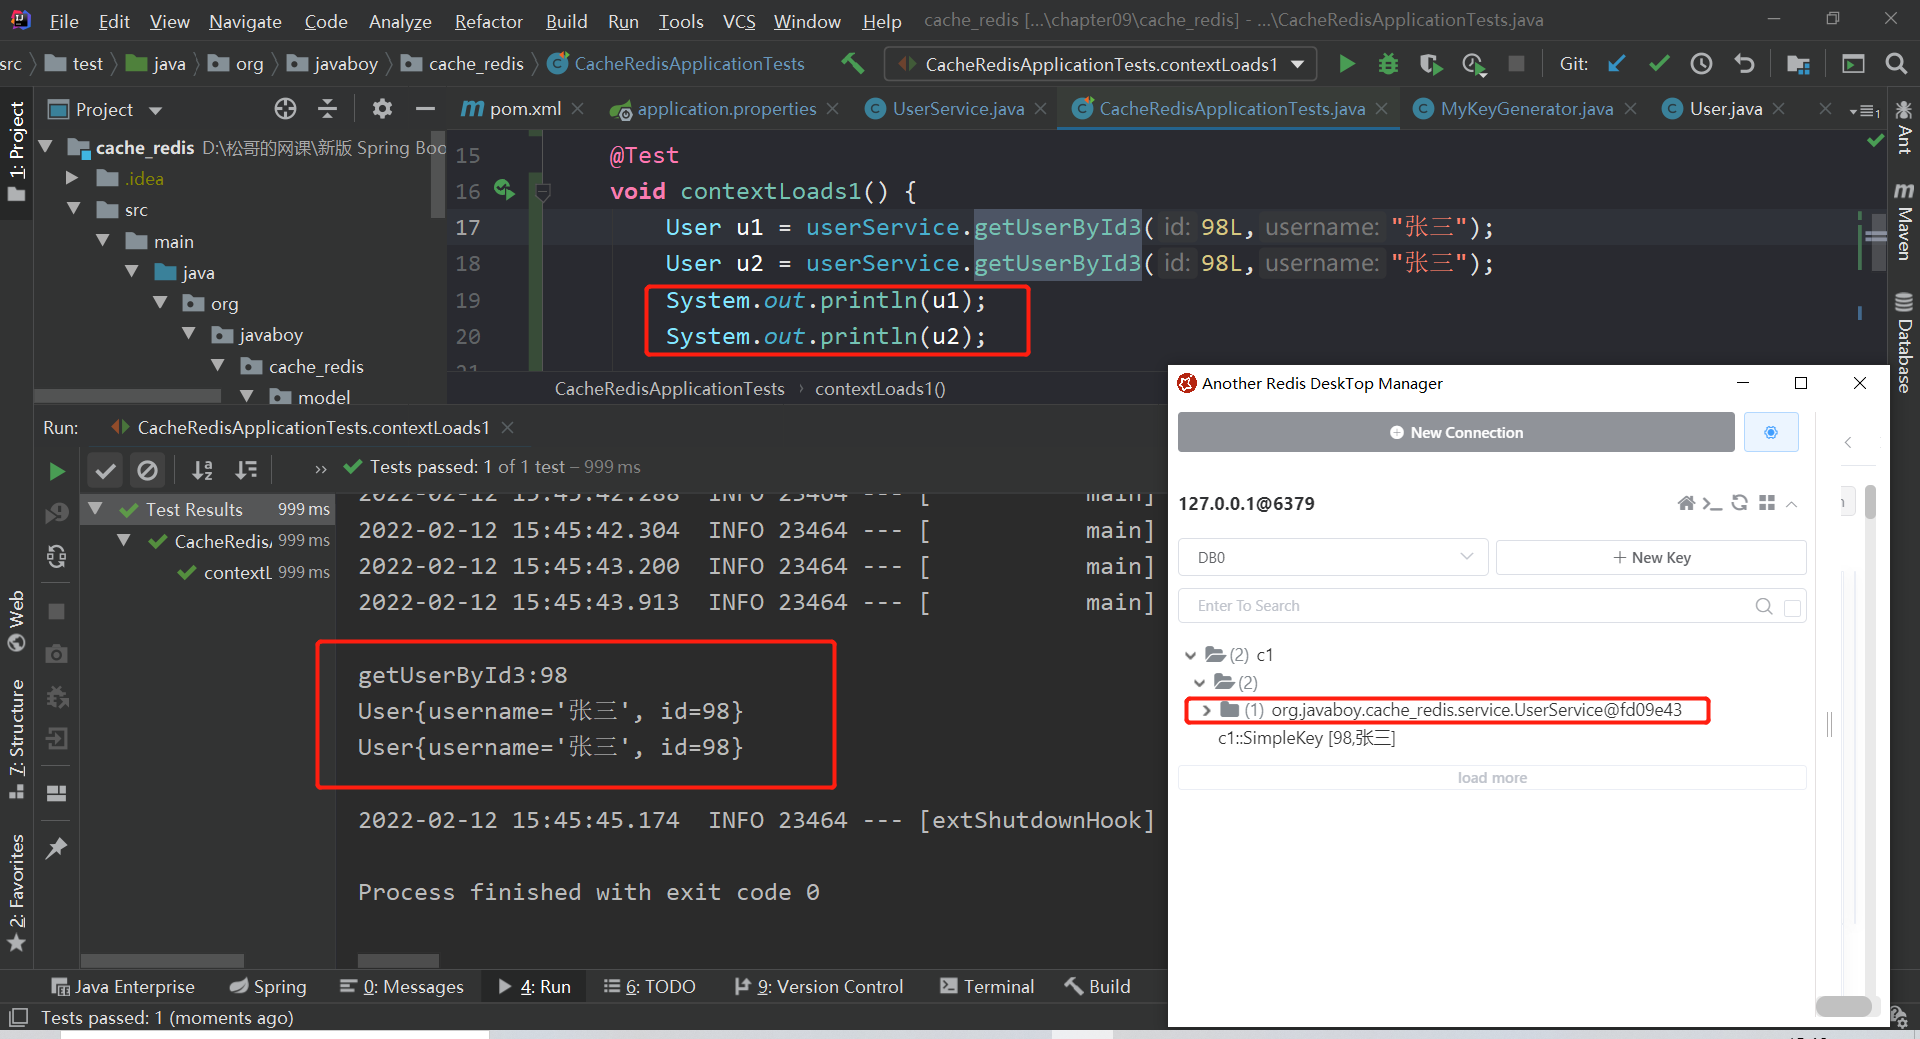 File Edit View Navigate Code Analyze Refactor Build Run Tools VCS Window Help cache_redis [...\chapter09\cache_redis] - ...\CacheRedisApplicationTests.java
src test java org javaboy cache_redis CacheRedisApplicationTests CacheRedisApplicationTests.contextLoads1 Git:
Project pom.xml application.properties UserService.java CacheRedisApplicationTests.java MyKeyGenerator.java User.java
1: Project
Ant
Maven
Database
cache_redis D:\松哥的网课\新版 Spring Boo
.idea
src
main
java
org
javaboy
cache_redis
model
15 @Test
16 void contextLoads1() {
17 User u1 = userService.getUserById3( id: 98L, username: "张三");
18 User u2 = userService.getUserById3( id: 98L, username: "张三");
19 System.out.println(u1);
20 System.out.println(u2);
21
CacheRedisApplicationTests › contextLoads1()
Run: CacheRedisApplicationTests.contextLoads1
» Tests passed: 1 of 1 test – 999 ms
Test Results 999 ms
CacheRedis 999 ms
contextL 999 ms
2022-02-12 15:45:42.288 INFO 23464 --- [ main]
2022-02-12 15:45:42.304 INFO 23464 --- [ main]
2022-02-12 15:45:43.200 INFO 23464 --- [ main]
2022-02-12 15:45:43.913 INFO 23464 --- [ main]
getUserById3:98
User{username='张三', id=98}
User{username='张三', id=98}
2022-02-12 15:45:45.174 INFO 23464 --- [extShutdownHook]
Process finished with exit code 0
Web
7: Structure
2: Favorites
Another Redis DeskTop Manager
New Connection
127.0.0.1@6379
DB0
+ New Key
Enter To Search
(2) c1
(2)
(1) org.javaboy.cache_redis.service.UserService@fd09e43
c1::SimpleKey [98,张三]
load more
Java Enterprise Spring 0: Messages 4: Run 6: TODO 9: Version Control Terminal Build
Tests passed: 1 (moments ago)